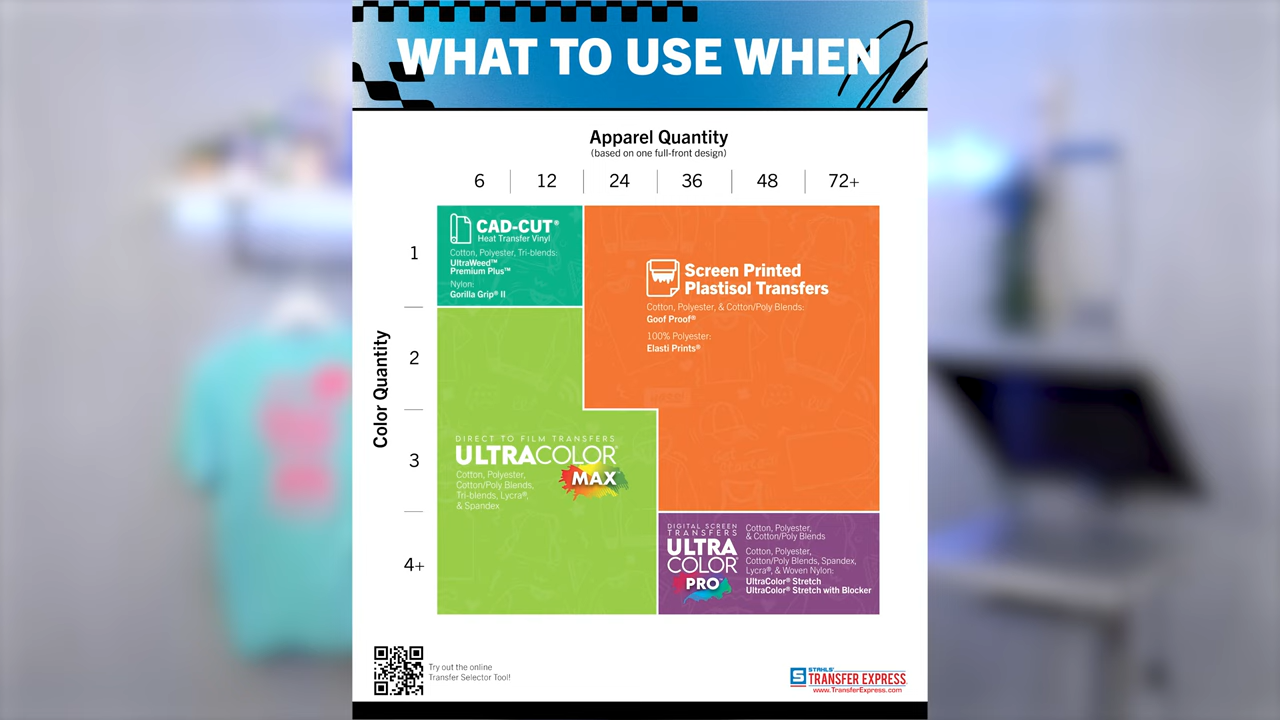 WHAT TO USE WHEN
Apparel Quantity
(based on one full-front design)
6 12 24 36 48 72+
Color Quantity
1
2
3
4+
CAD-CUT®
Heat Transfer Vinyl
Cotton, Polyester, Tri-blends:
UltraWeed™
Premium Plus™
Nylon:
Gorilla Grip® II
Screen Printed
Plastisol Transfers
Cotton, Polyester, & Cotton/Poly Blends:
Goof Proof®
100% Polyester:
Elasti Prints®
DIRECT TO FILM TRANSFERS
ULTRACOLOR®
MAX™
Cotton, Polyester,
Cotton/Poly Blends,
Tri-blends, Lycra®,
& Spandex
DIGITAL SCREEN
TRANSFERS
ULTRA
COLOR®
PRO™
Cotton, Polyester,
& Cotton/Poly Blends
Cotton, Polyester,
Cotton/Poly Blends, Spandex,
Lycra®, & Woven Nylon:
UltraColor® Stretch
UltraColor® Stretch with Blocker
Try out the online
Transfer Selector Tool!
STAHLS'
TRANSFER EXPRESS
www.TransferExpress.com